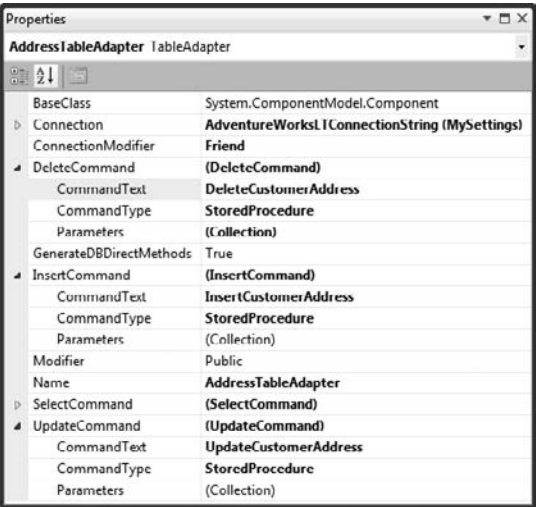 Properties
AddressTableAdapter TableAdapter
BaseClass System.ComponentModel.Component
Connection AdventureWorksLTConnectionString (MySettings)
ConnectionModifier Friend
DeleteCommand (DeleteCommand)
CommandText DeleteCustomerAddress
CommandType StoredProcedure
Parameters (Collection)
GenerateDBDirectMethods True
InsertCommand (InsertCommand)
CommandText InsertCustomerAddress
CommandType StoredProcedure
Parameters (Collection)
Modifier Public
Name AddressTableAdapter
SelectCommand (SelectCommand)
UpdateCommand (UpdateCommand)
CommandText UpdateCustomerAddress
CommandType StoredProcedure
Parameters (Collection)